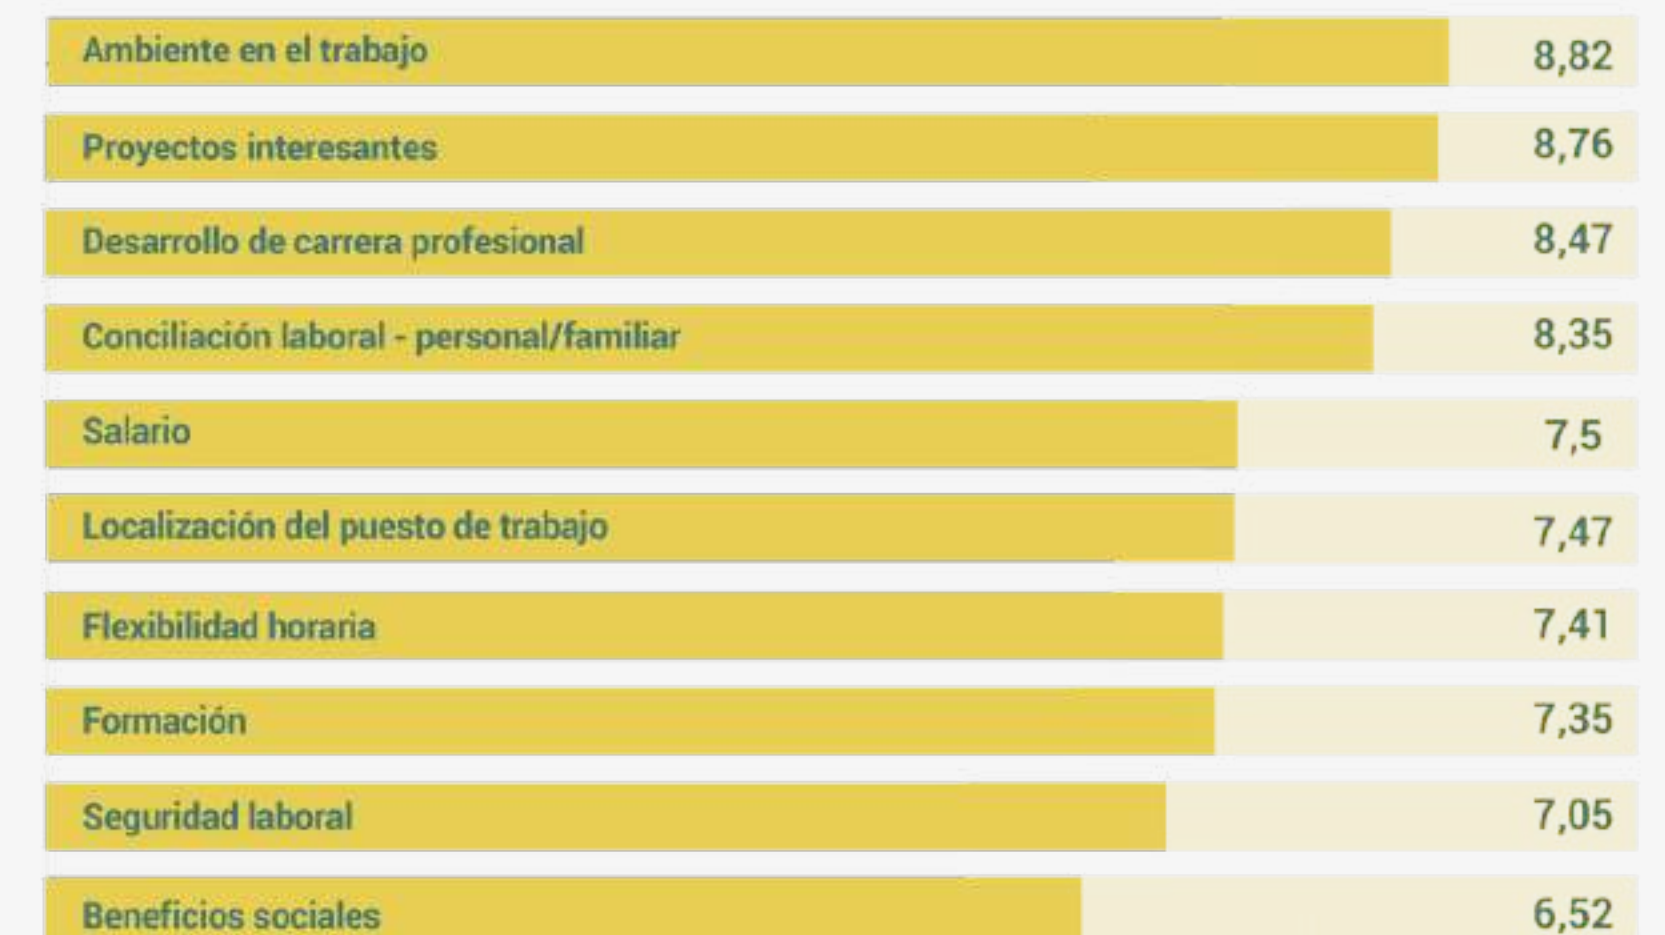 Ambiente en el trabajo 8,82
Proyectos interesantes 8,76
Desarrollo de carrera profesional 8,47
Conciliación laboral - personal/familiar 8,35
Salario 7,5
Localización del puesto de trabajo 7,47
Flexibilidad horaria 7,41
Formación 7,35
Seguridad laboral 7,05
Beneficios sociales 6,52